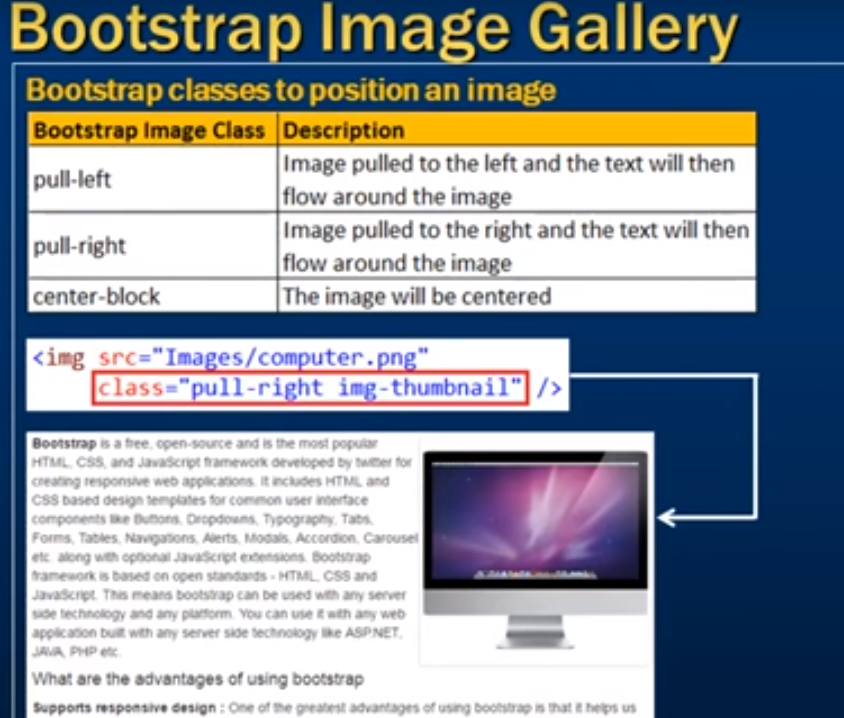 Bootstrap Image Gallery
Bootstrap classes to position an image
Bootstrap Image Class Description
pull-left
Image pulled to the left and the text will then
flow around the image
pull-right
Image pulled to the right and the text will then
flow around the image
center-block The image will be centered
<img src="Images/computer.png"
class="pull-right img-thumbnail" />
Bootstrap is a free, open-source and is the most popular
HTML, CSS, and JavaScript framework developed by twitter for
creating responsive web applications. It includes HTML and
CSS based design templates for common user interface
components like Buttons, Dropdowns, Typography, Tabs,
Forms, Tables, Navigations, Alerts, Modals, Accordion, Carousel
etc. along with optional JavaScript extensions. Bootstrap
framework is based on open standards - HTML, CSS and
JavaScript. This means bootstrap can be used with any server
side technology and any platform. You can use it with any web
application built with any server side technology like ASP.NET,
JAVA, PHP etc.
What are the advantages of using bootstrap
Supports responsive design : One of the greatest advantages of using bootstrap is that it helps us